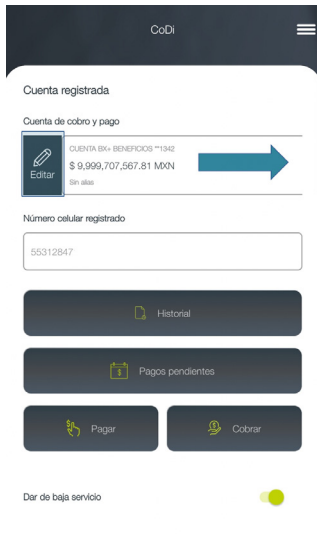 CoDi
Cuenta registrada
Cuenta de cobro y pago
Editar
CUENTA BX+ BENEFICIOS **1342
$ 9,999,707,567.81 MXN
Sin alias
Número celular registrado
55312847
Historial
Pagos pendientes
Pagar
Cobrar
Dar de baja servicio